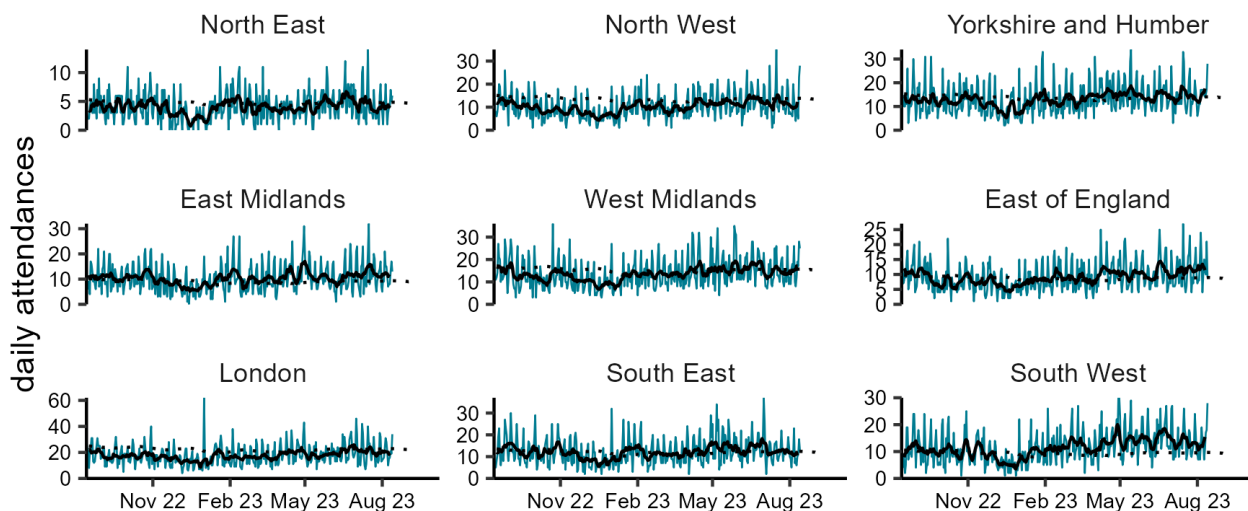 North East
North West
Yorkshire and Humber
10
5
0
30
20
10
0
30
20
10
0
daily attendances
East Midlands
West Midlands
East of England
30
20
10
0
30
20
10
0
25
20
15
10
5
0
London
South East
South West
60
40
20
0
30
20
10
0
30
20
10
0
Nov 22 Feb 23 May 23 Aug 23
Nov 22 Feb 23 May 23 Aug 23
Nov 22 Feb 23 May 23 Aug 23